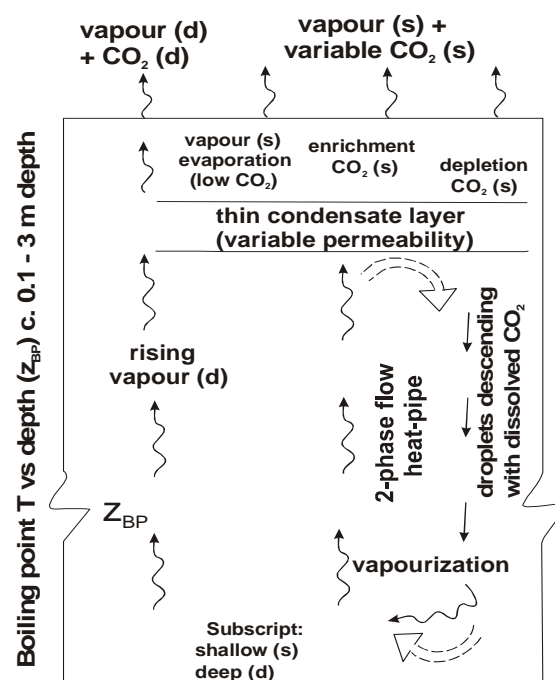 vapour (d)
+ CO₂ (d)
vapour (s) +
variable CO₂ (s)
vapour (s)
evaporation
(low CO₂)
enrichment
CO₂ (s)
depletion
CO₂ (s)
thin condensate layer
(variable permeability)
Boiling point T vs depth (z_BP) c. 0.1 - 3 m depth
rising
vapour (d)
2-phase flow
heat-pipe
droplets descending
with dissolved CO₂
z_BP
vapourization
Subscript:
shallow (s)
deep (d)